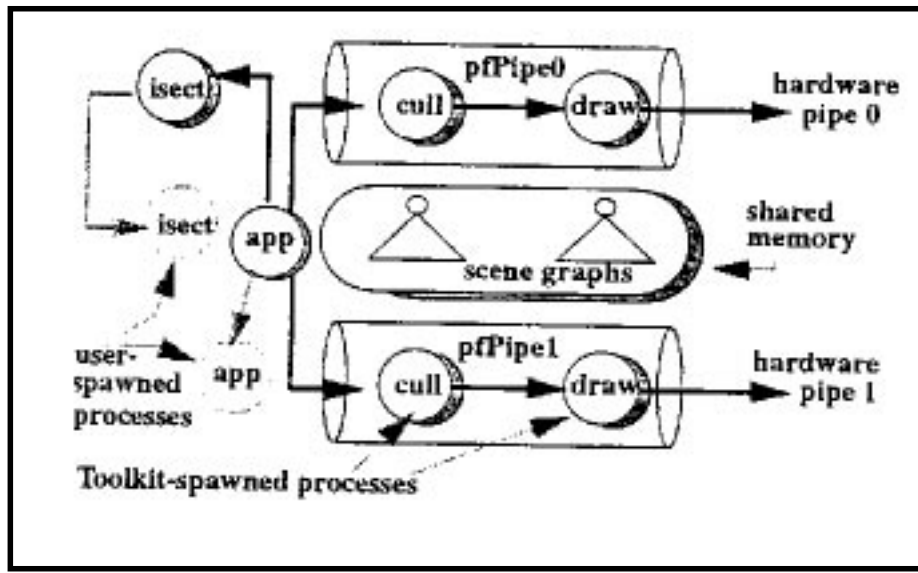 isect
pfPipe0
cull
draw
hardware
pipe 0
isect
app
scene graphs
shared
memory
user-
spawned
processes
app
pfPipe1
cull
draw
hardware
pipe 1
Toolkit-spawned processes